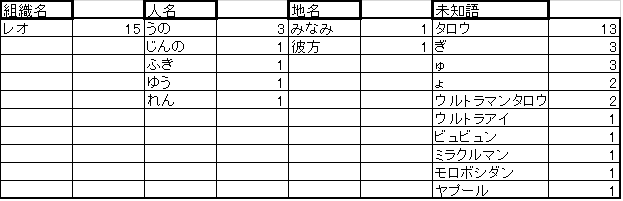 組織名 人名 地名 未知語
レオ 15 うの 3 みなみ 1 タロウ 13
じんの 1 彼方 1 ぎ 3
ふき 1 ゅ 3
ゆう 1 ょ 2
れん 1 ウルトラマンタロウ 2
ウルトラアイ 1
ビュビュン 1
ミラクルマン 1
モロボシダン 1
ヤプール 1